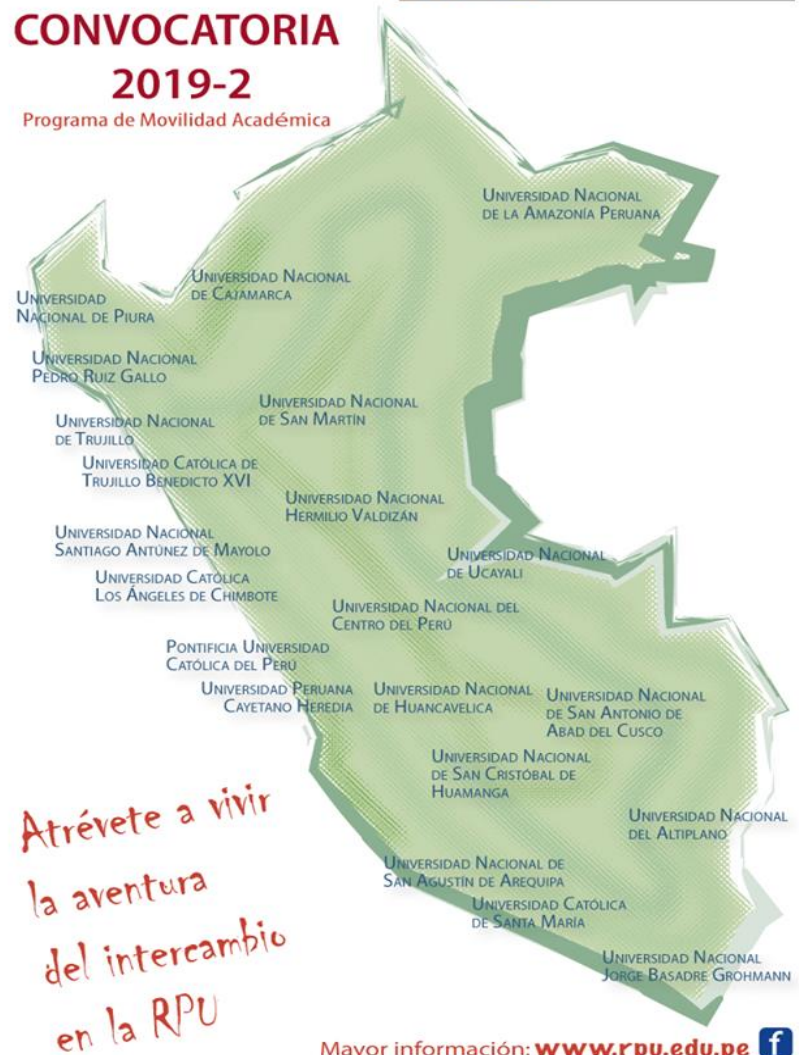 CONVOCATORIA
2019-2
Programa de Movilidad Académica
UNIVERSIDAD NACIONAL
DE LA AMAZONÍA PERUANA
UNIVERSIDAD NACIONAL
DE CAJAMARCA
UNIVERSIDAD
NACIONAL DE PIURA
UNIVERSIDAD NACIONAL
PEDRO RUIZ GALLO
UNIVERSIDAD NACIONAL
DE SAN MARTÍN
UNIVERSIDAD NACIONAL
DE TRUJILLO
UNIVERSIDAD CATÓLICA DE
TRUJILLO BENEDICTO XVI
UNIVERSIDAD NACIONAL
HERMILIO VALDIZÁN
UNIVERSIDAD NACIONAL
SANTIAGO ANTÚNEZ DE MAYOLO
UNIVERSIDAD NACIONAL
DE UCAYALI
UNIVERSIDAD CATÓLICA
LOS ÁNGELES DE CHIMBOTE
UNIVERSIDAD NACIONAL DEL
CENTRO DEL PERÚ
PONTIFICIA UNIVERSIDAD
CATÓLICA DEL PERÚ
UNIVERSIDAD PERUANA
CAYETANO HEREDIA
UNIVERSIDAD NACIONAL
DE HUANCAVELICA
UNIVERSIDAD NACIONAL
DE SAN ANTONIO DE
ABAD DEL CUSCO
UNIVERSIDAD NACIONAL
DE SAN CRISTÓBAL DE
HUAMANGA
UNIVERSIDAD NACIONAL
DEL ALTIPLANO
UNIVERSIDAD NACIONAL DE
SAN AGUSTÍN DE AREQUIPA
UNIVERSIDAD CATÓLICA
DE SANTA MARÍA
UNIVERSIDAD NACIONAL
JORGE BASADRE GROHMANN
Atrévete a vivir
la aventura
del intercambio
en la RPU
Mayor información: www.rpu.edu.pe f